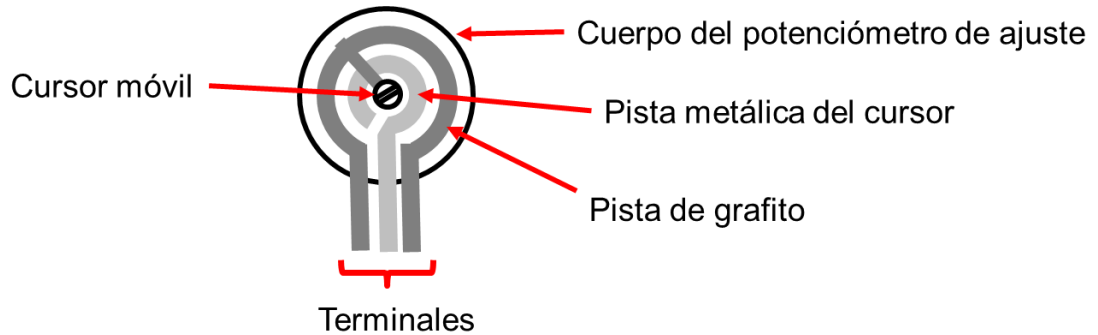 Cuerpo del potenciómetro de ajuste
Cursor móvil
Pista metálica del cursor
Pista de grafito
Terminales